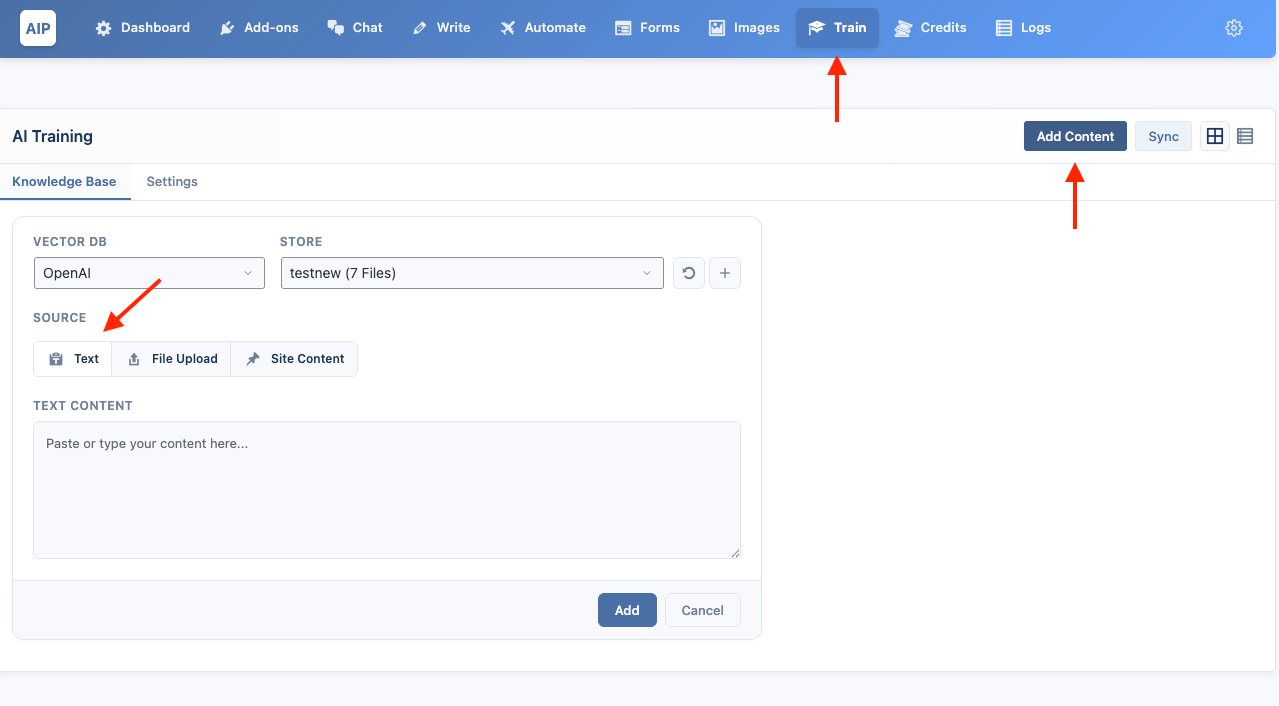 AIP Dashboard Add-ons Chat Write Automate Forms Images Train Credits Logs
AI Training Add Content Sync
Knowledge Base Settings
VECTOR DB STORE
OpenAI testnew (7 Files)
SOURCE
Text File Upload Site Content
TEXT CONTENT
Paste or type your content here...
Add Cancel